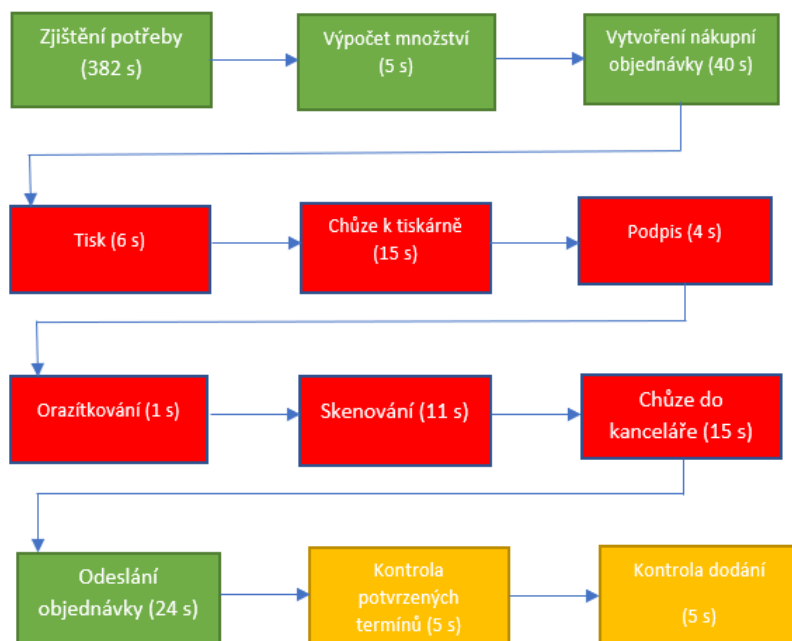 Zjištění potřeby
(382 s)
Výpočet množství
(5 s)
Vytvoření nákupní
objednávky (40 s)
Tisk (6 s)
Chůze k tiskárně
(15 s)
Podpis (4 s)
Orazítkování (1 s)
Skenování (11 s)
Chůze do
kanceláře (15 s)
Odeslání
objednávky (24 s)
Kontrola
potvrzených
termínů (5 s)
Kontrola dodání
(5 s)